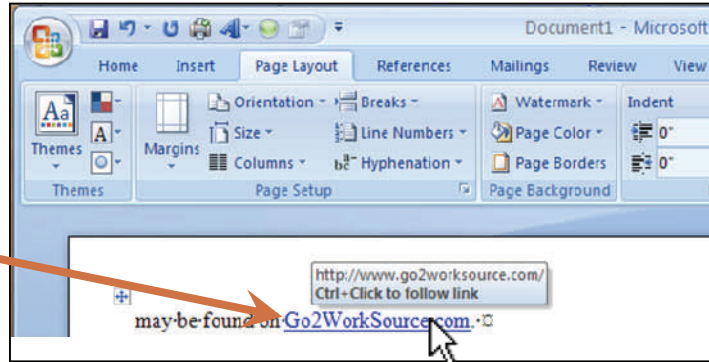 Document1 - Microsoft
Home Insert Page Layout References Mailings Review View
Aa Orientation Breaks Watermark Indent
A Size Line Numbers Page Color 0"
Themes Margins Columns Hyphenation Page Borders 0"
Themes Page Setup Page Background
http://www.go2worksource.com/
Ctrl+Click to follow link
may·be·found·on·Go2WorkSource.com.·¤